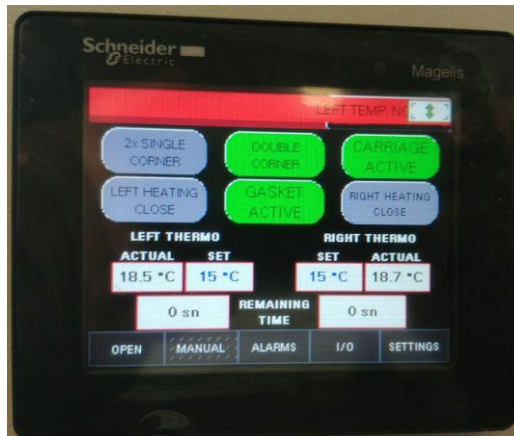 Schneider
Electric
Magelis
LEFT TEMP. NO
2x SINGLE CORNER
DOUBLE CORNER
CARRIAGE ACTIVE
LEFT HEATING CLOSE
GASKET ACTIVE
RIGHT HEATING CLOSE
LEFT THERMO
RIGHT THERMO
ACTUAL SET
SET ACTUAL
18.5 °C 15 °C
15 °C 18.7 °C
0 sn
REMAINING TIME
0 sn
OPEN MANUAL ALARMS I/O SETTINGS